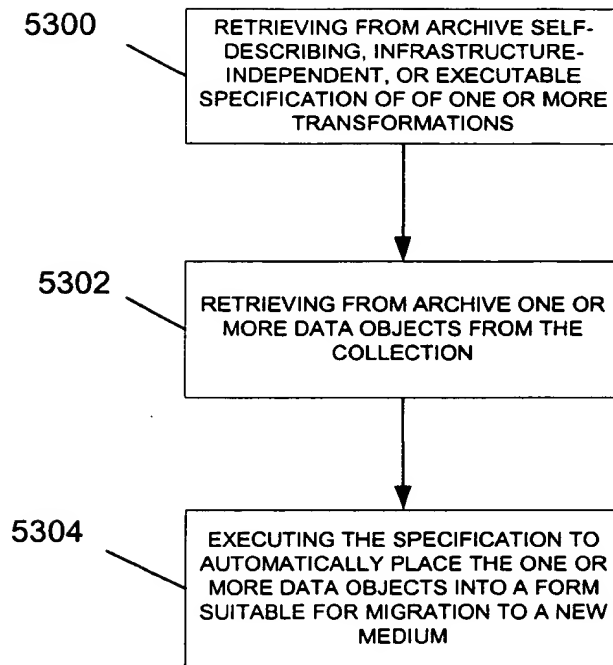 5300
RETRIEVING FROM ARCHIVE SELF-
DESCRIBING, INFRASTRUCTURE-
INDEPENDENT, OR EXECUTABLE
SPECIFICATION OF OF ONE OR MORE
TRANSFORMATIONS
5302
RETRIEVING FROM ARCHIVE ONE OR
MORE DATA OBJECTS FROM THE
COLLECTION
5304
EXECUTING THE SPECIFICATION TO
AUTOMATICALLY PLACE THE ONE OR
MORE DATA OBJECTS INTO A FORM
SUITABLE FOR MIGRATION TO A NEW
MEDIUM